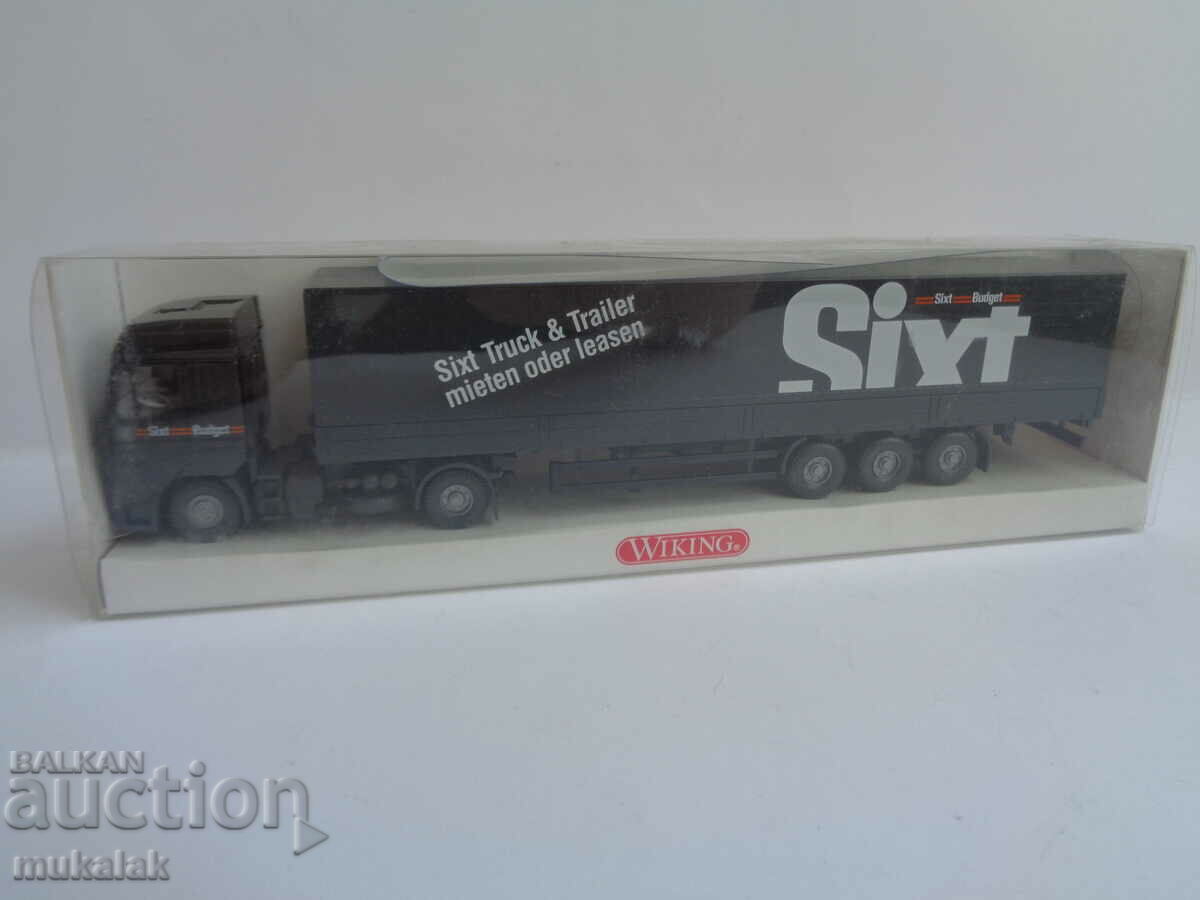 Sixt Truck & Trailer
mieten oder leasen
Sixt
Sixt Budget
Sixt Budget
WIKING®
BALKAN
auction
mukalak